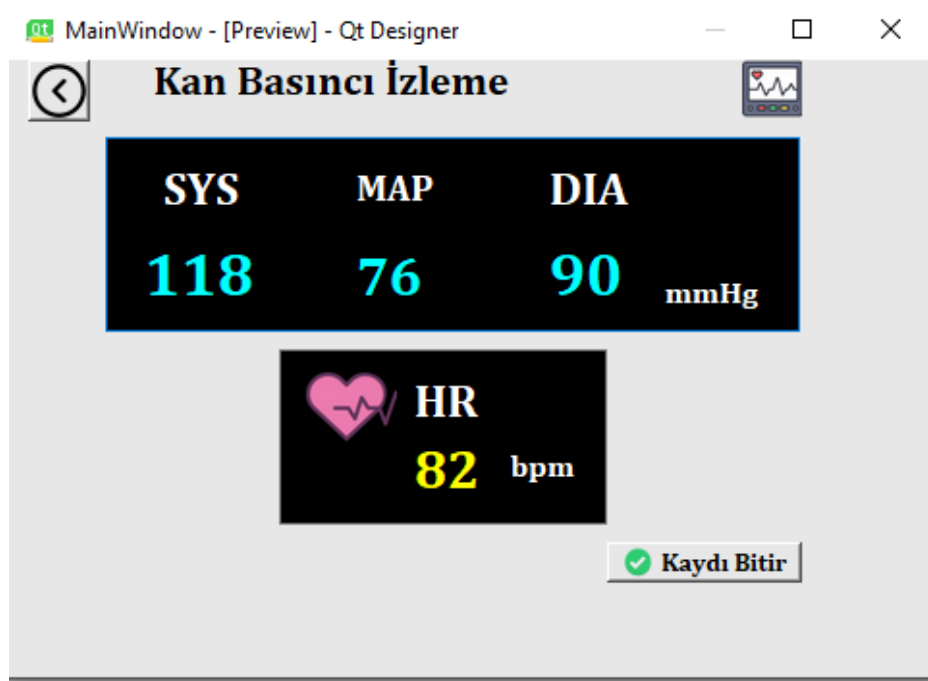 MainWindow - [Preview] - Qt Designer
Kan Basıncı İzleme
SYS MAP DIA
118 76 90 mmHg
HR
82 bpm
Kaydı Bitir